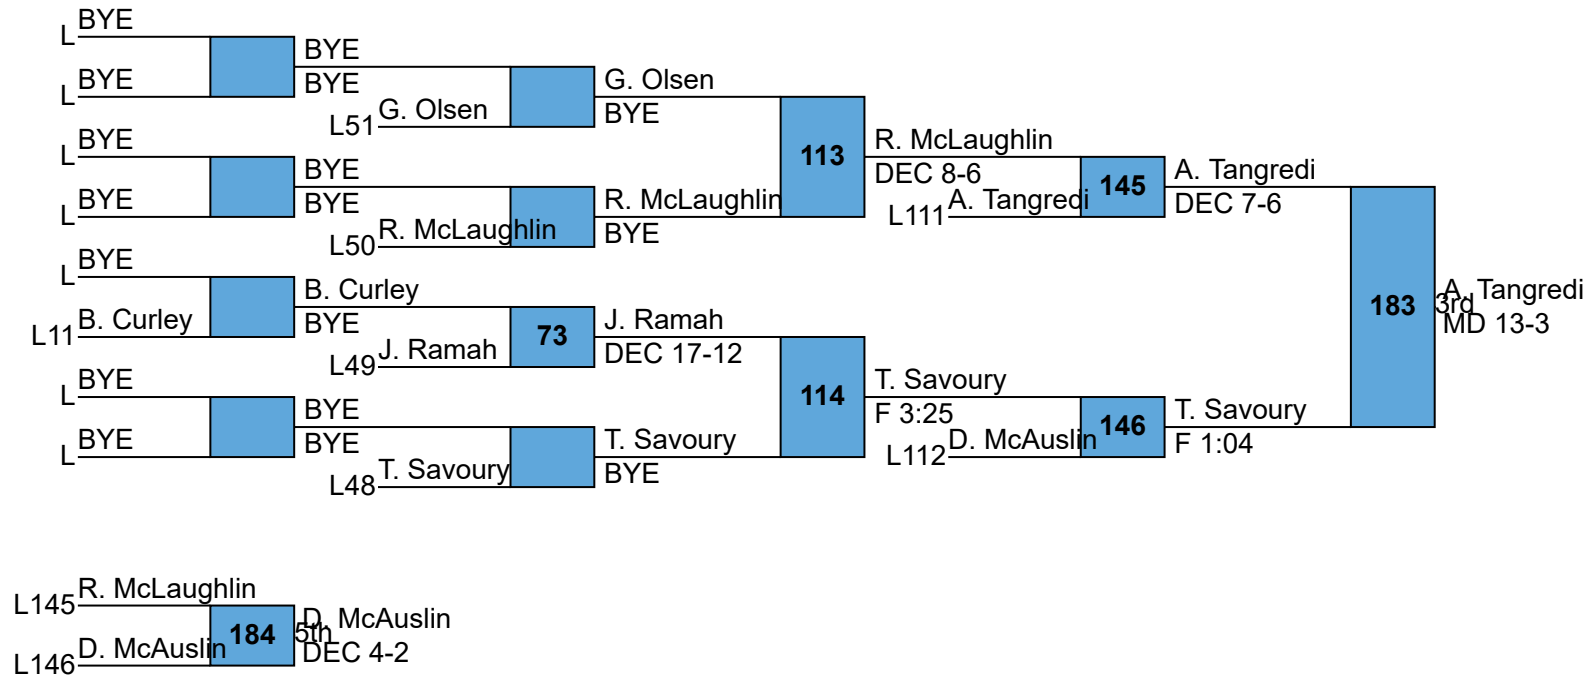 BYE
L
BYE
L
BYE
BYE
L51 G. Olsen
G. Olsen
BYE
BYE
L
BYE
L
BYE
BYE
L50 R. McLaughlin
R. McLaughlin
BYE
113
R. McLaughlin
DEC 8-6
L111 A. Tangredi
145
A. Tangredi
DEC 7-6
BYE
L
L11 B. Curley
B. Curley
BYE
L49 J. Ramah
73
J. Ramah
DEC 17-12
BYE
L
BYE
L
BYE
BYE
L48 T. Savoury
T. Savoury
BYE
114
T. Savoury
F 3:25
L112 D. McAuslin
146
T. Savoury
F 1:04
183
3rd
A. Tangredi
MD 13-3
L145 R. McLaughlin
L146 D. McAuslin
184
5th
D. McAuslin
DEC 4-2